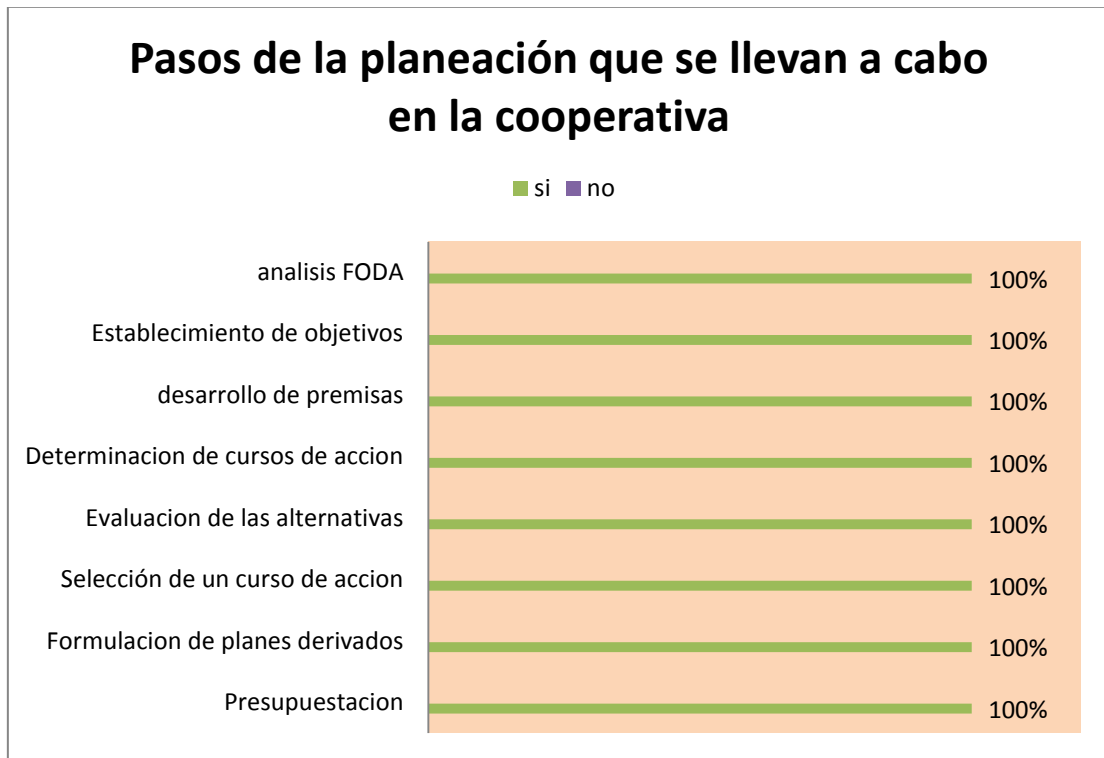 Pasos de la planeación que se llevan a cabo
en la cooperativa
si no
analisis FODA 100%
Establecimiento de objetivos 100%
desarrollo de premisas 100%
Determinacion de cursos de accion 100%
Evaluacion de las alternativas 100%
Selección de un curso de accion 100%
Formulacion de planes derivados 100%
Presupuestacion 100%